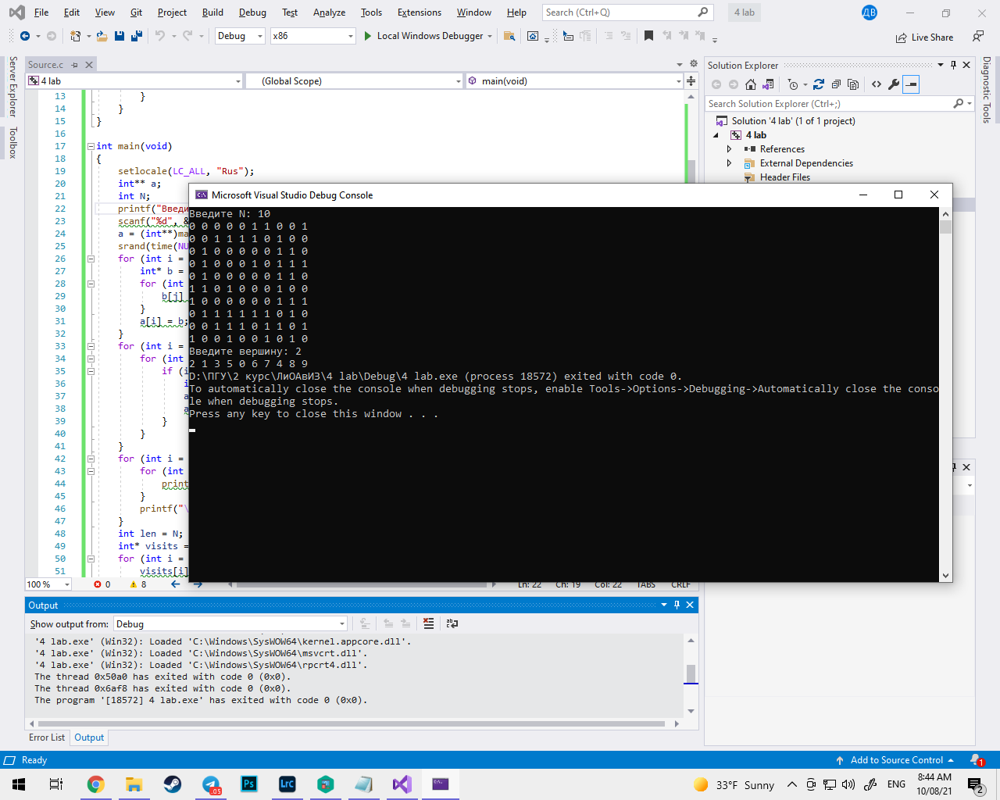 File Edit View Git Project Build Debug Test Analyze Tools Extensions Window Help Search (Ctrl+Q) 4 lab ДВ
Debug x86 Local Windows Debugger Live Share
Server Explorer
Toolbox
Source.c
4 lab (Global Scope) main(void)
13 }
14 }
15 }
16
17 int main(void)
18 {
19 setlocale(LC_ALL, "Rus");
20 int** a;
21 int N;
22 printf("Введи
23 scanf("%d", &
24 a = (int**)ma
25 srand(time(NU
26 for (int i =
27 int* b =
28 for (int
29 b[j]
30 }
31 a[i] = b;
32 }
33 for (int i =
34 for (int
35 if (i
36 i
37 a
38 a
39 }
40 }
41 }
42 for (int i =
43 for (int
44 print
45 }
46 printf("\
47 }
48 int len = N;
49 int* visits =
50 for (int i =
51 visits[i]
100 % 0 8 Ln: 22 Ch: 19 Col: 22 TABS CRLF
Microsoft Visual Studio Debug Console
Введите N: 10
0 0 0 0 0 1 1 0 0 1
0 0 1 1 1 1 0 1 0 0
0 1 0 0 0 0 0 1 1 0
0 1 0 0 0 1 0 1 1 1
0 1 0 0 0 0 0 1 1 0
1 1 0 1 0 0 0 1 0 0
1 0 0 0 0 0 0 1 1 1
0 1 1 1 1 1 1 0 1 0
0 0 1 1 1 0 1 1 0 1
1 0 0 1 0 0 1 0 1 0
Введите вершину: 2
2 1 3 5 0 6 7 4 8 9
D:\ПГУ\2 курс\ЛиОАвИЗ\4 lab\Debug\4 lab.exe (process 18572) exited with code 0.
To automatically close the console when debugging stops, enable Tools->Options->Debugging->Automatically close the conso
le when debugging stops.
Press any key to close this window . . .
Solution Explorer
Search Solution Explorer (Ctrl+;)
Solution '4 lab' (1 of 1 project)
4 lab
References
External Dependencies
Header Files
Diagnostic Tools
Output
Show output from: Debug
'4 lab.exe' (Win32): Loaded 'C:\Windows\SysWOW64\kernel.appcore.dll'.
'4 lab.exe' (Win32): Loaded 'C:\Windows\SysWOW64\msvcrt.dll'.
'4 lab.exe' (Win32): Loaded 'C:\Windows\SysWOW64\rpcrt4.dll'.
The thread 0x50a0 has exited with code 0 (0x0).
The thread 0x6af8 has exited with code 0 (0x0).
The program '[18572] 4 lab.exe' has exited with code 0 (0x0).
Error List Output
Ready Add to Source Control 1
.05 Ps Lrc 33°F Sunny ENG 8:44 AM
10/08/21 2